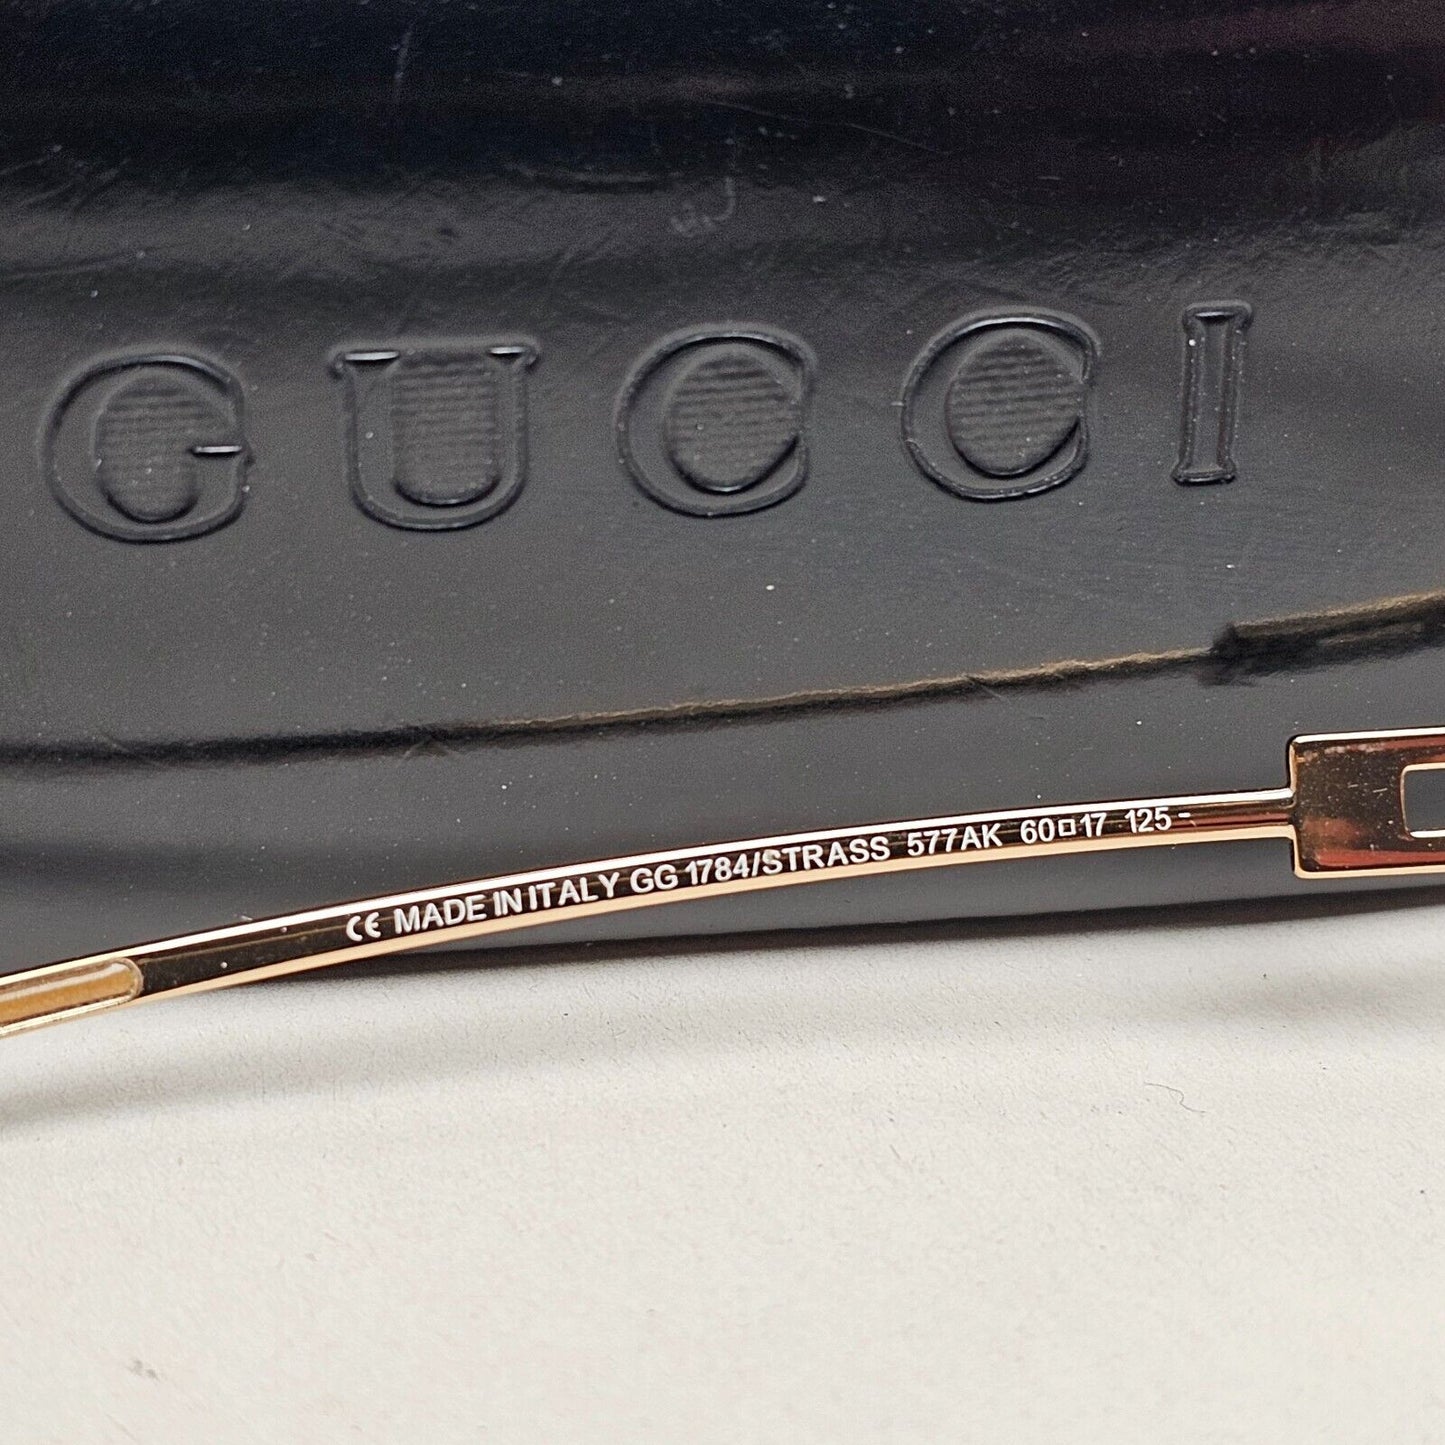 GUCCI
CE MADE IN ITALY GG 1784/STRASS 577AK 60□17 125 -